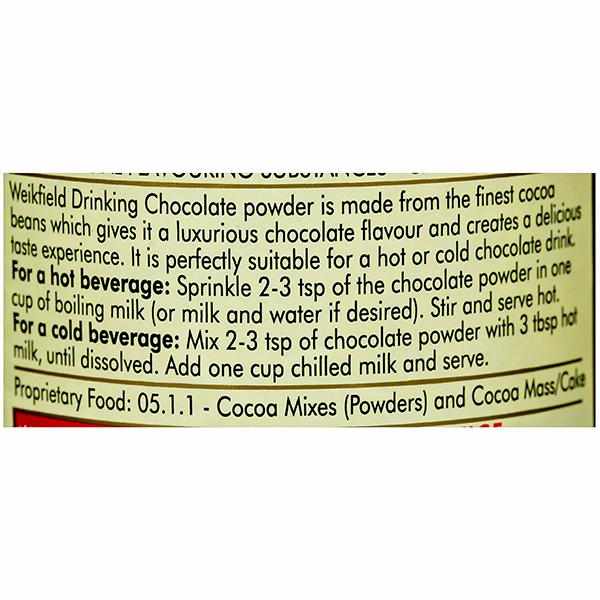 FLAVOURING SUBSTANCES
Weikfield Drinking Chocolate powder is made from the finest cocoa
beans which gives it a luxurious chocolate flavour and creates a delicious
taste experience. It is perfectly suitable for a hot or cold chocolate drink.
For a hot beverage: Sprinkle 2-3 tsp of the chocolate powder in one
cup of boiling milk (or milk and water if desired). Stir and serve hot.
For a cold beverage: Mix 2-3 tsp of chocolate powder with 3 tbsp hot
milk, until dissolved. Add one cup chilled milk and serve.
Proprietary Food: 05.1.1 - Cocoa Mixes (Powders) and Cocoa Mass/Cake